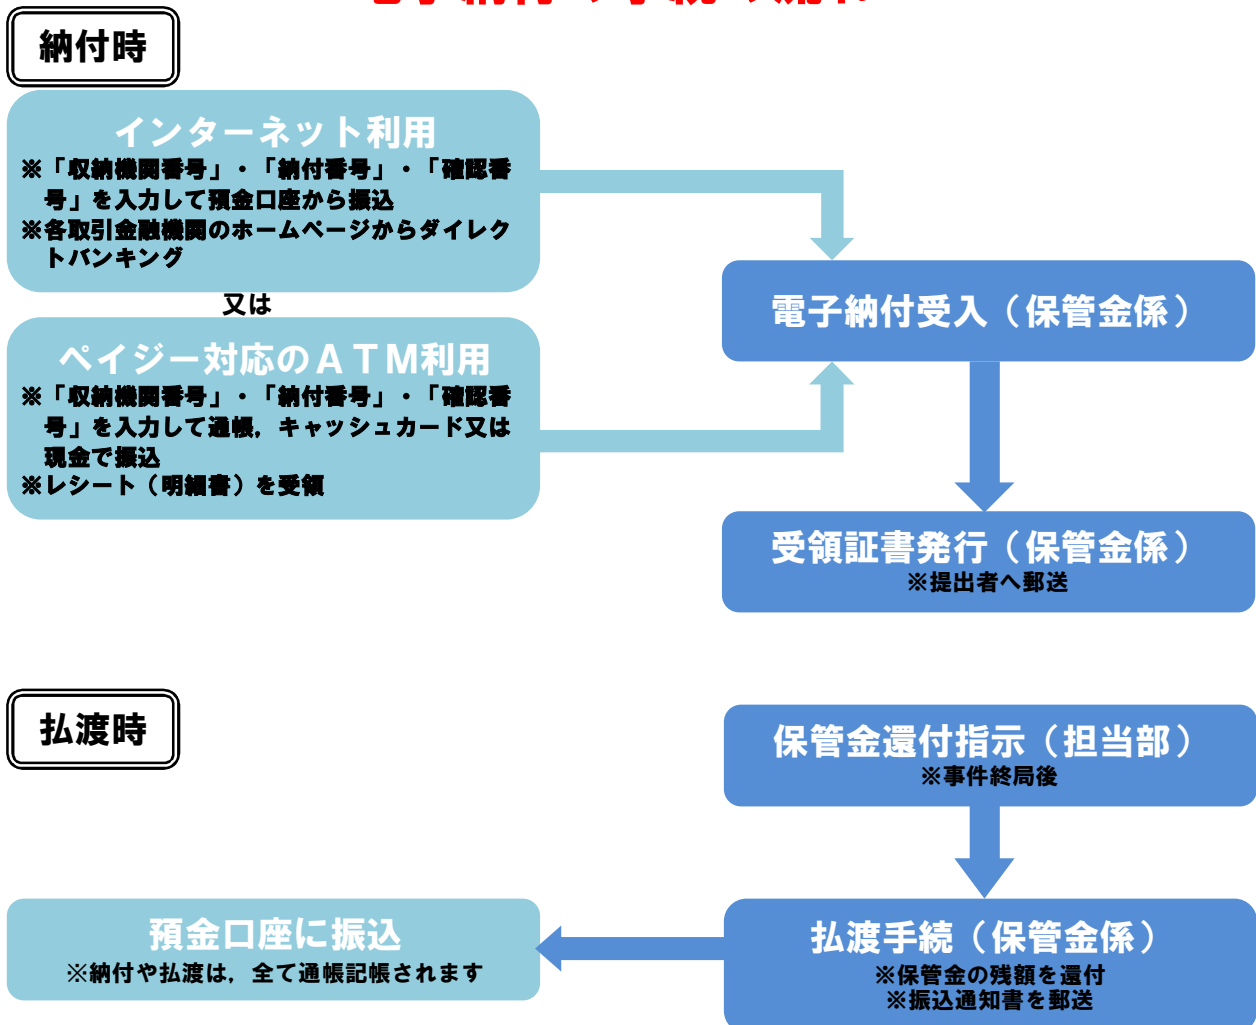 電子納付の手続の流れ
納付時
インターネット利用
※「収納機関番号」・「納付番号」・「確認番
号」を入力して預金口座から振込
※各取引金融機関のホームページからダイレク
トバンキング
又は
ペイジー対応のＡＴＭ利用
※「収納機関番号」・「納付番号」・「確認番
号」を入力して通帳，キャッシュカード又は
現金で振込
※レシート（明細書）を受領
電子納付受入（保管金係）
受領証書発行（保管金係）
※提出者へ郵送
払渡時
保管金還付指示（担当部）
※事件終局後
払渡手続（保管金係）
※保管金の残額を還付
※振込通知書を郵送
預金口座に振込
※納付や払渡は，全て通帳記帳されます